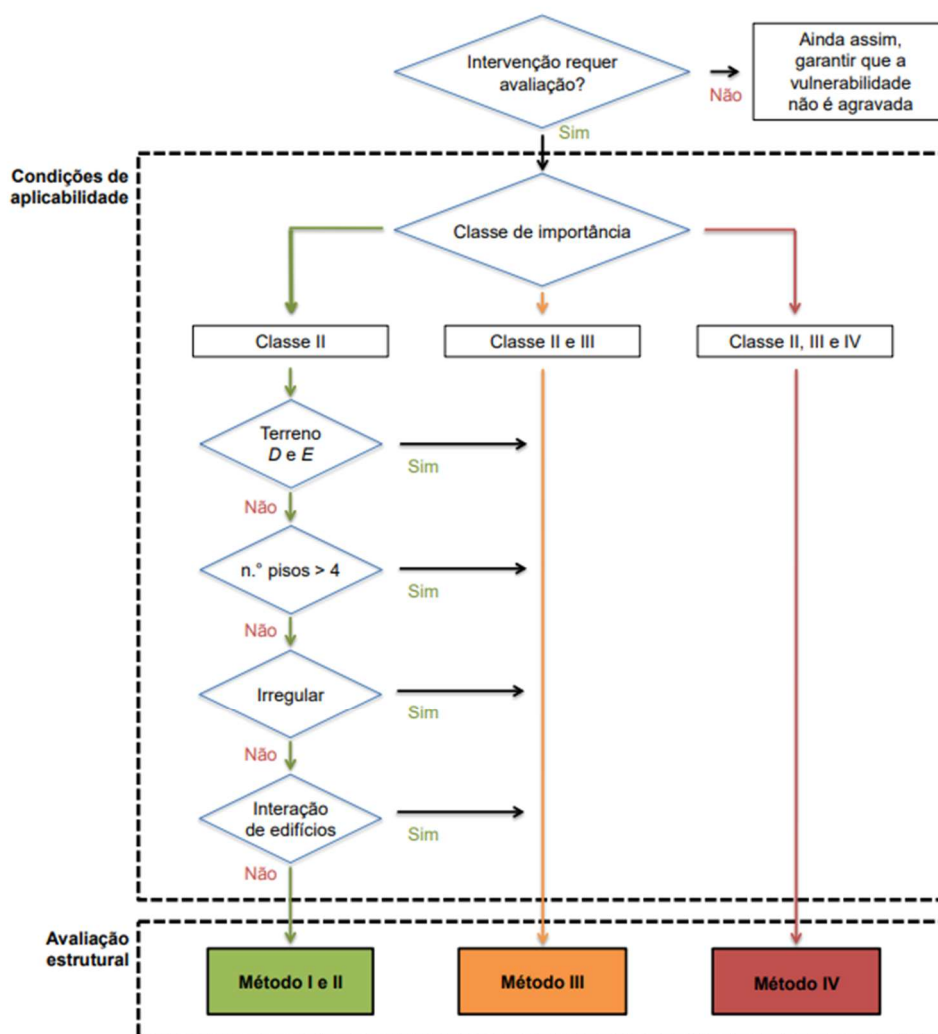 Intervenção requer
avaliação?
Não
Ainda assim,
garantir que a
vulnerabilidade
não é agravada
Sim
Condições de
aplicabilidade
Classe de importância
Classe II
Classe II e III
Classe II, III e IV
Terreno
D e E
Sim
Não
n.° pisos > 4
Sim
Não
Irregular
Sim
Não
Interação
de edifícios
Sim
Não
Avaliação
estrutural
Método I e II
Método III
Método IV